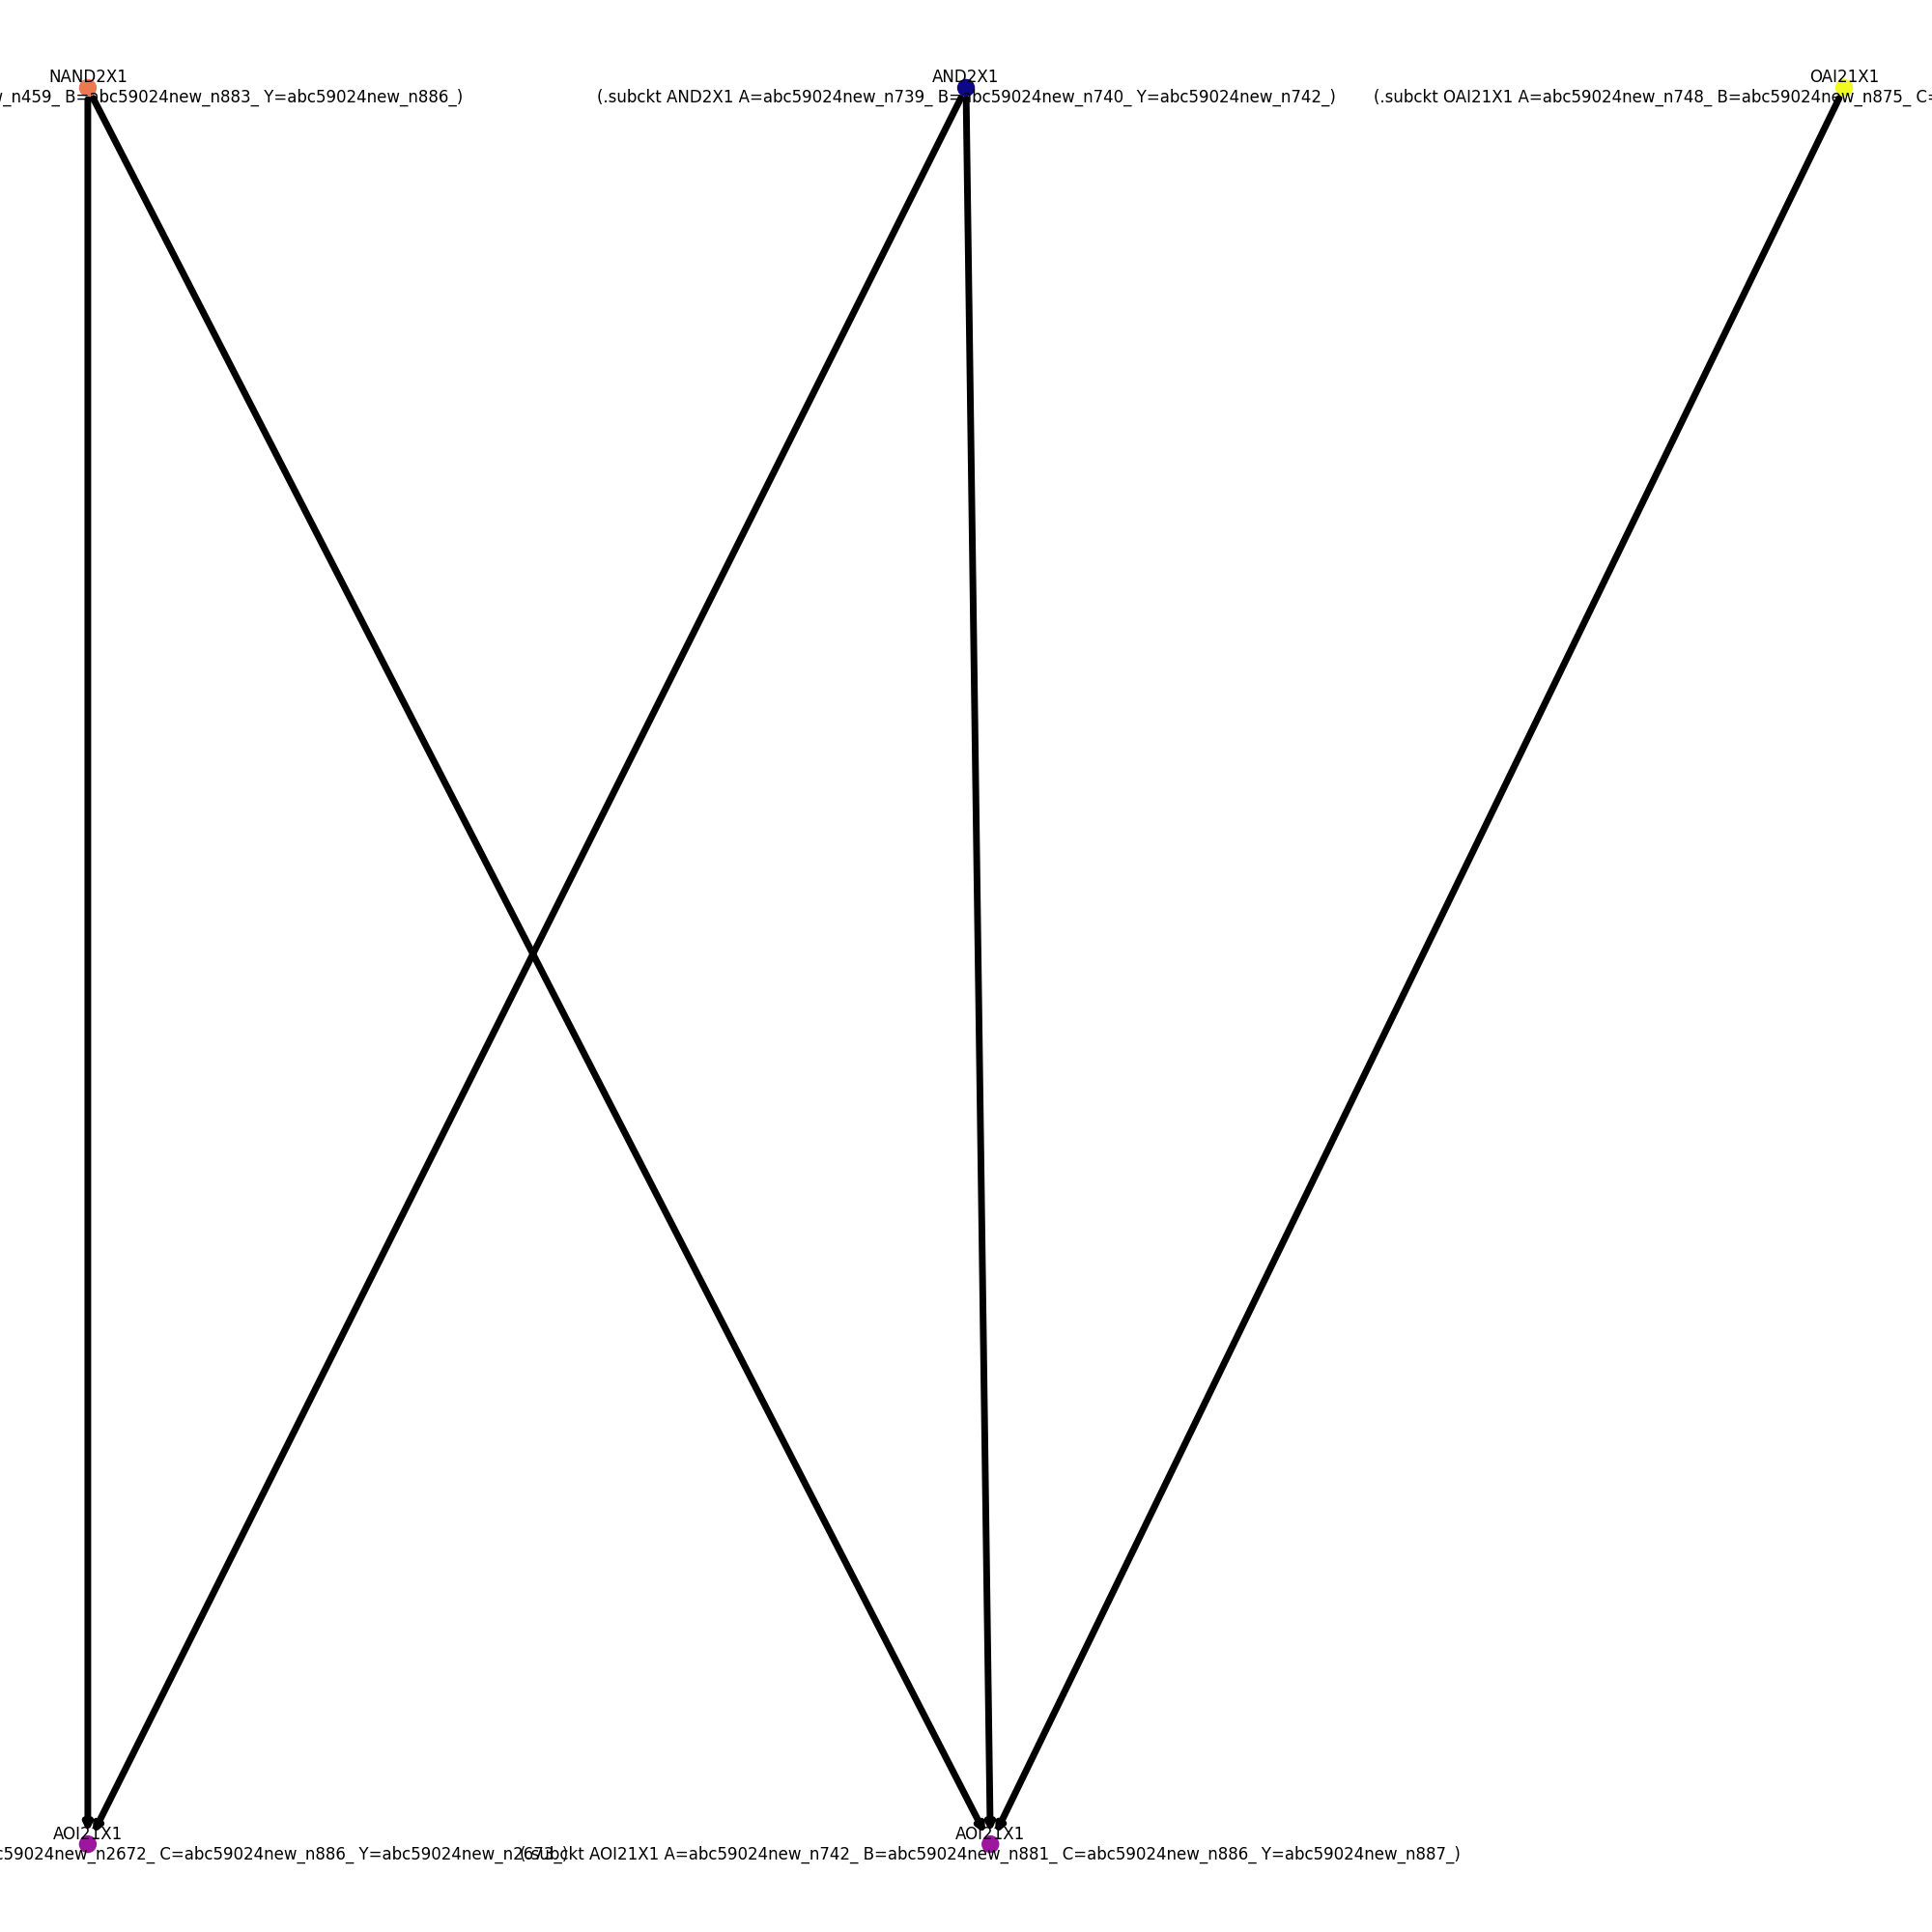 NAND2X1
_n459_ B=abc59024new_n883_ Y=abc59024new_n886_)
AND2X1
(.subckt AND2X1 A=abc59024new_n739_ B=abc59024new_n740_ Y=abc59024new_n742_)
OAI21X1
(.subckt OAI21X1 A=abc59024new_n748_ B=abc59024new_n875_ C=
AOI21X1
c59024new_n2672_ C=abc59024new_n886_ Y=abc59024new_n2673_)
AOI21X1
(.subckt AOI21X1 A=abc59024new_n742_ B=abc59024new_n881_ C=abc59024new_n886_ Y=abc59024new_n887_)